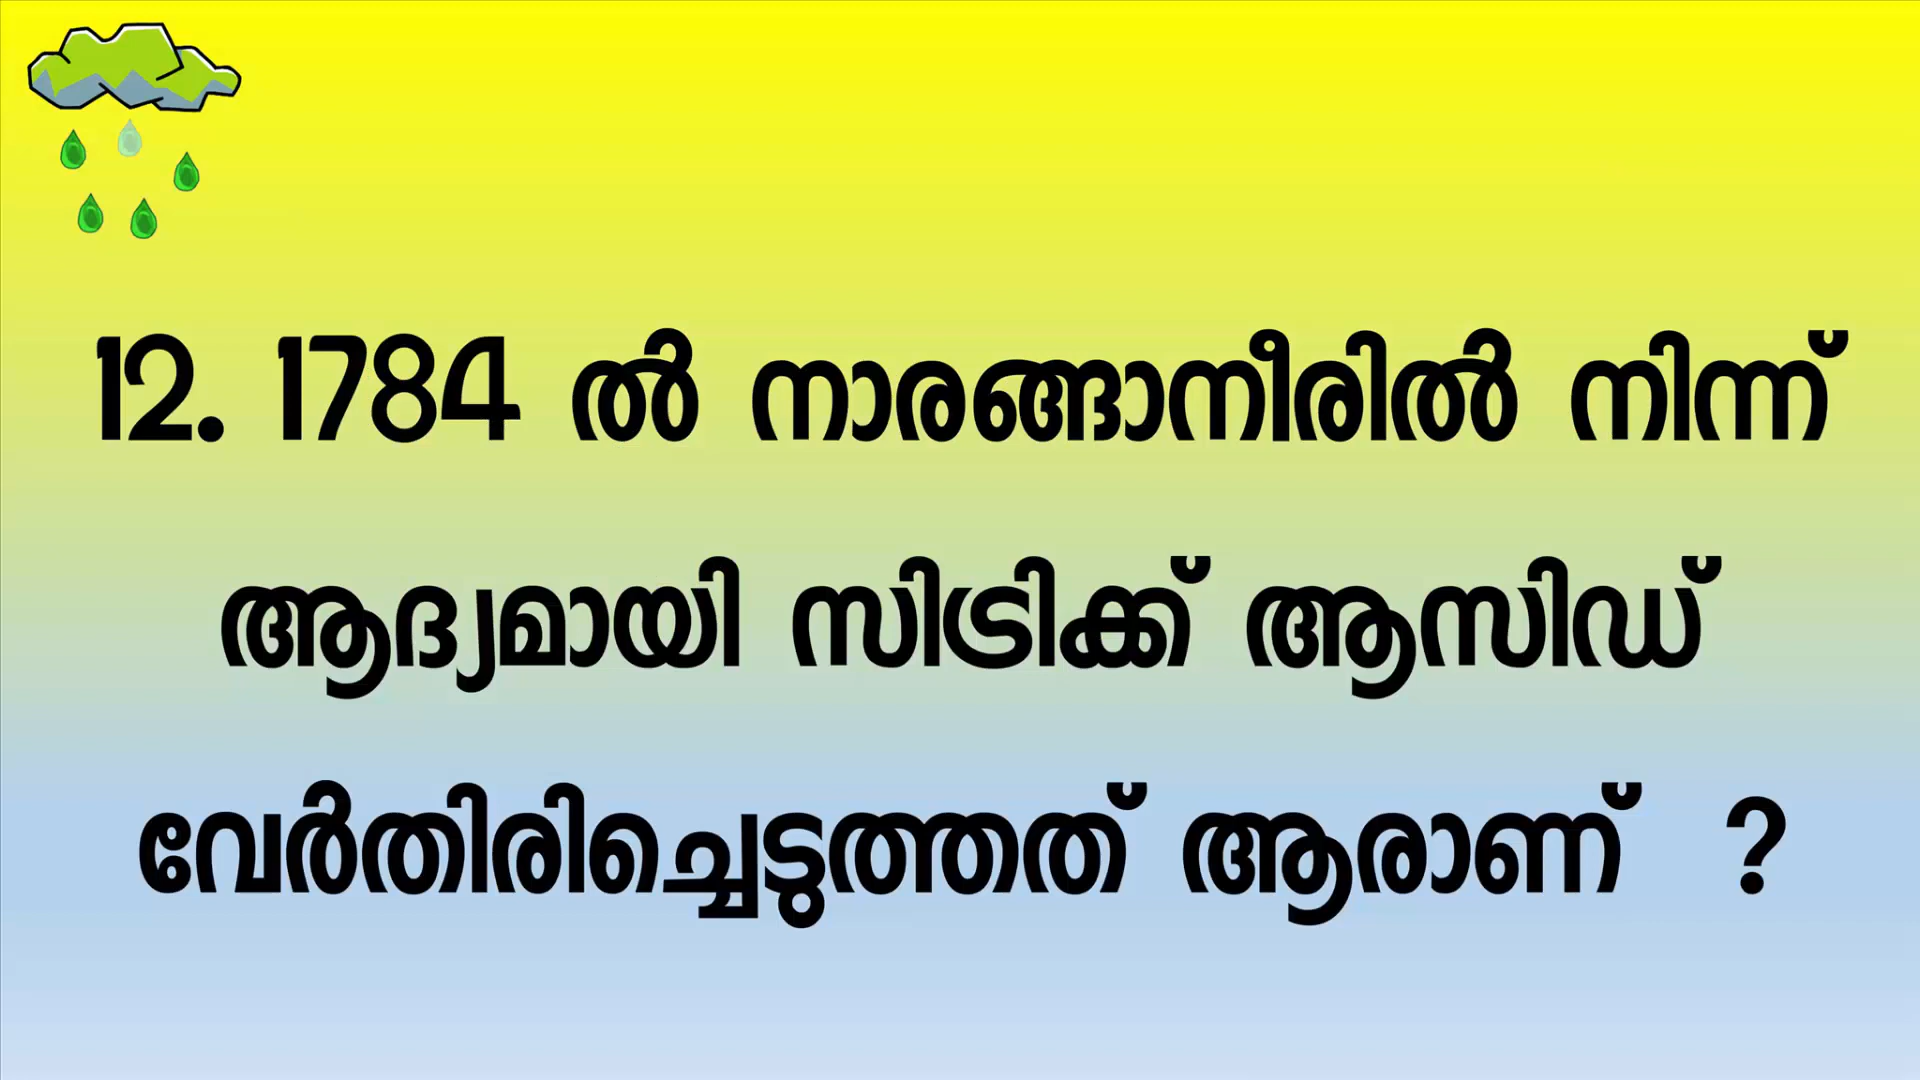 12. 1784 ൽ നാരങ്ങാനീരിൽ നിന്ന്
ആദ്യമായി സിട്രിക്ക് ആസിഡ്
വേർതിരിച്ചെടുത്തത് ആരാണ് ?